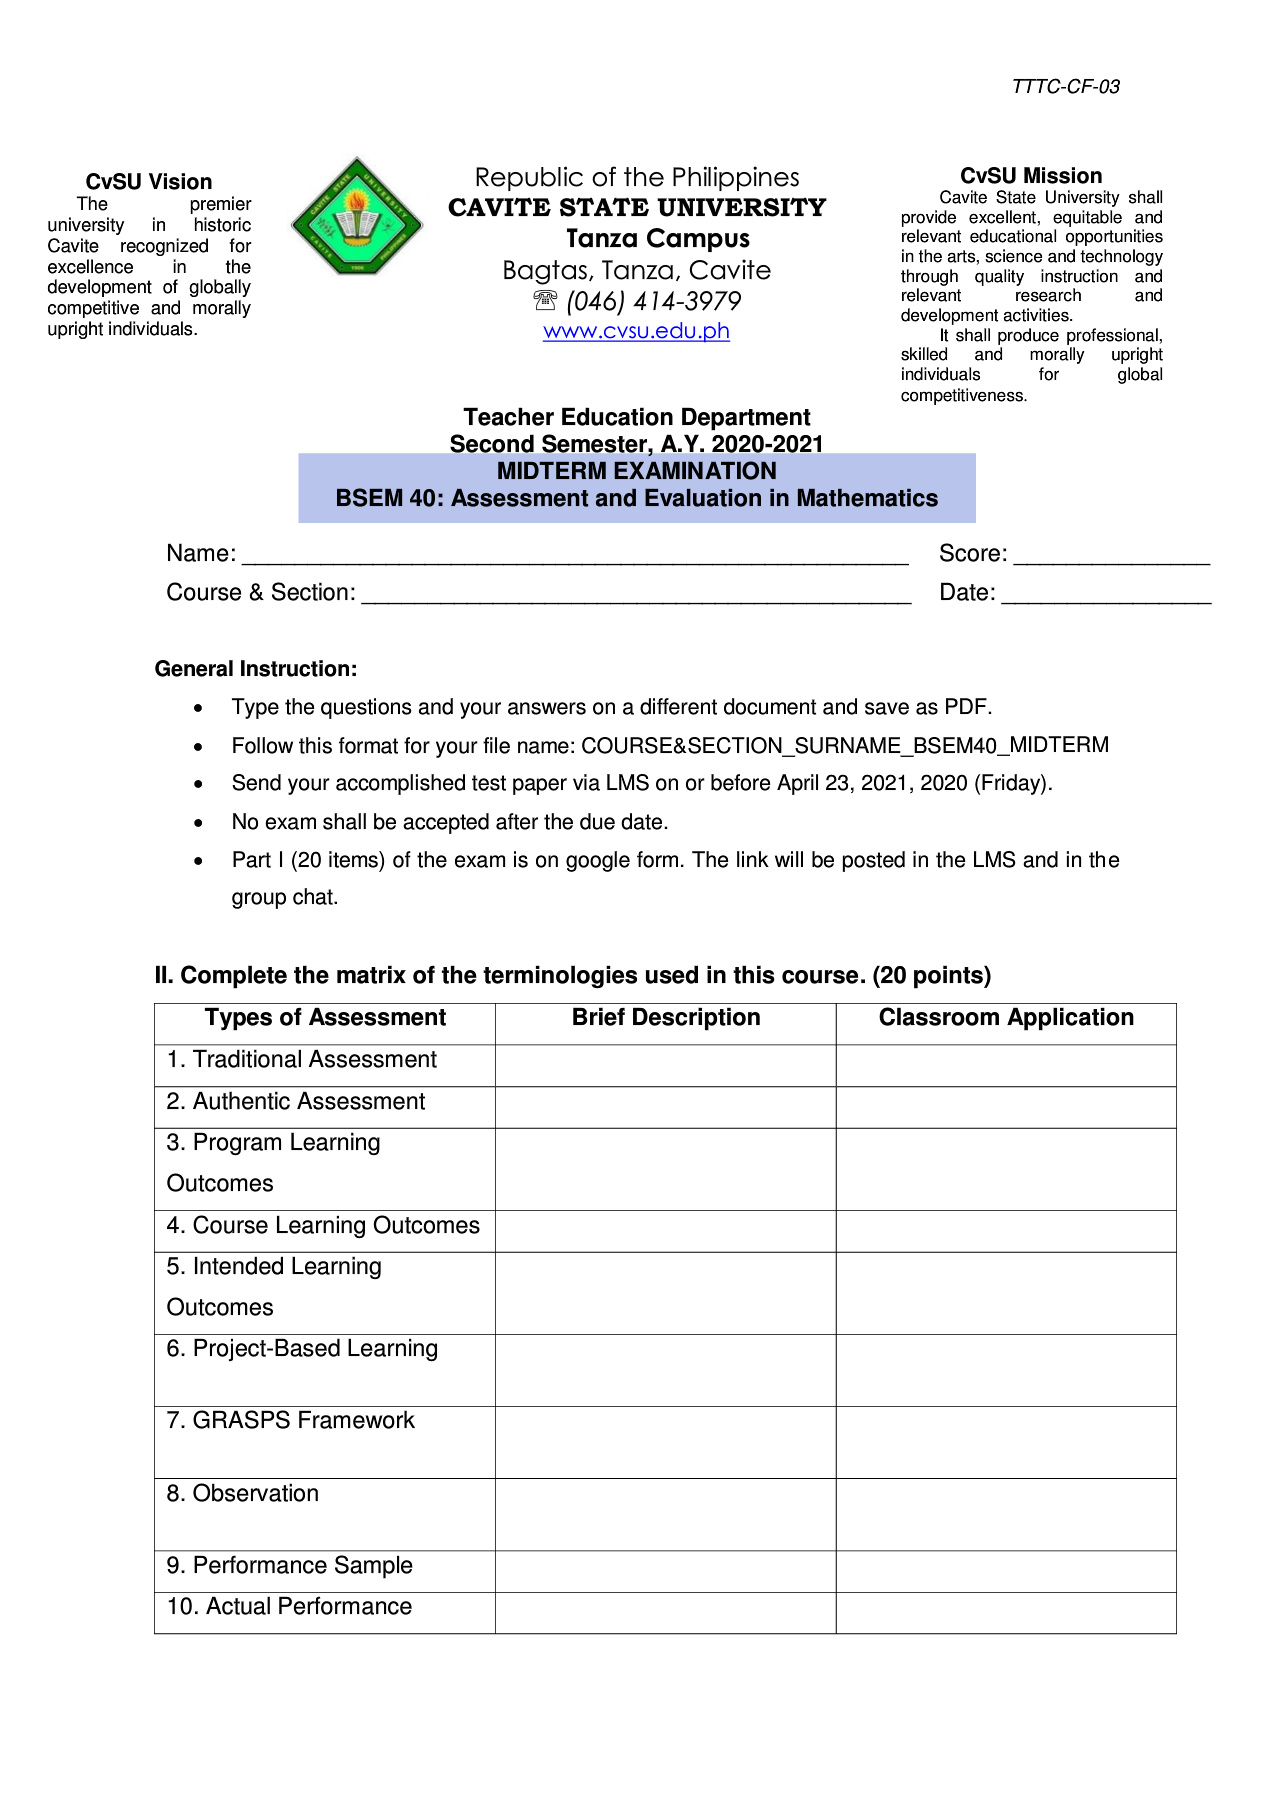 TTTC-CF-03
CvSU Vision
The premier
university in historic
Cavite recognized for
excellence in the
development of globally
competitive and morally
upright individuals.
CAVITE STATE UNIVERSITY
CAVITE
PHILIPPINES
1906
Republic of the Philippines
CAVITE STATE UNIVERSITY
Tanza Campus
Bagtas, Tanza, Cavite
☏ (046) 414-3979
www.cvsu.edu.ph
CvSU Mission
Cavite State University shall
provide excellent, equitable and
relevant educational opportunities
in the arts, science and technology
through quality instruction and
relevant research and
development activities.
It shall produce professional,
skilled and morally upright
individuals for global
competitiveness.
Teacher Education Department
Second Semester, A.Y. 2020-2021
MIDTERM EXAMINATION
BSEM 40: Assessment and Evaluation in Mathematics
Name: ______________________________ Score: ______________
Course & Section: ______________________________ Date: ______________
General Instruction:
• Type the questions and your answers on a different document and save as PDF.
• Follow this format for your file name: COURSE&SECTION_SURNAME_BSEM40_MIDTERM
• Send your accomplished test paper via LMS on or before April 23, 2021, 2020 (Friday).
• No exam shall be accepted after the due date.
• Part I (20 items) of the exam is on google form. The link will be posted in the LMS and in the
group chat.
II. Complete the matrix of the terminologies used in this course. (20 points)
Types of Assessment Brief Description Classroom Application
1. Traditional Assessment
2. Authentic Assessment
3. Program Learning
Outcomes
4. Course Learning Outcomes
5. Intended Learning
Outcomes
6. Project-Based Learning
7. GRASPS Framework
8. Observation
9. Performance Sample
10. Actual Performance